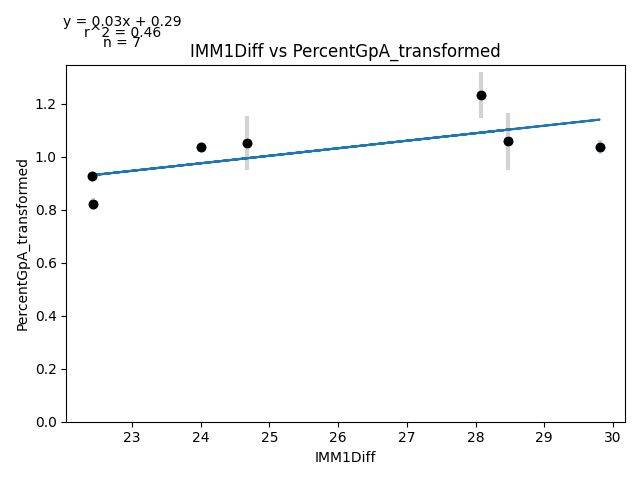 y = 0.03x + 0.29
r^2 = 0.46
n = 7
IMM1Diff vs PercentGpA_transformed
PercentGpA_transformed
1.2
1.0
0.8
0.6
0.4
0.2
0.0
23 24 25 26 27 28 29 30
IMM1Diff